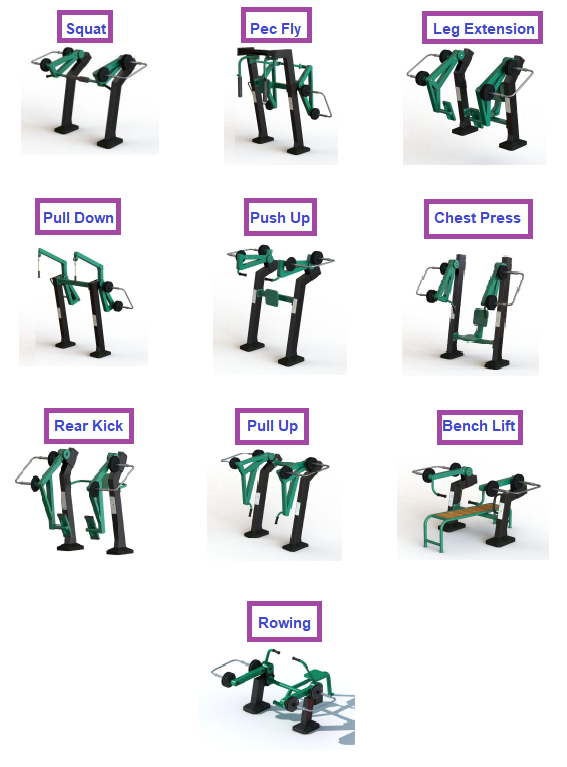 Squat
Pec Fly
Leg Extension
Pull Down
Push Up
Chest Press
Rear Kick
Pull Up
Bench Lift
Rowing